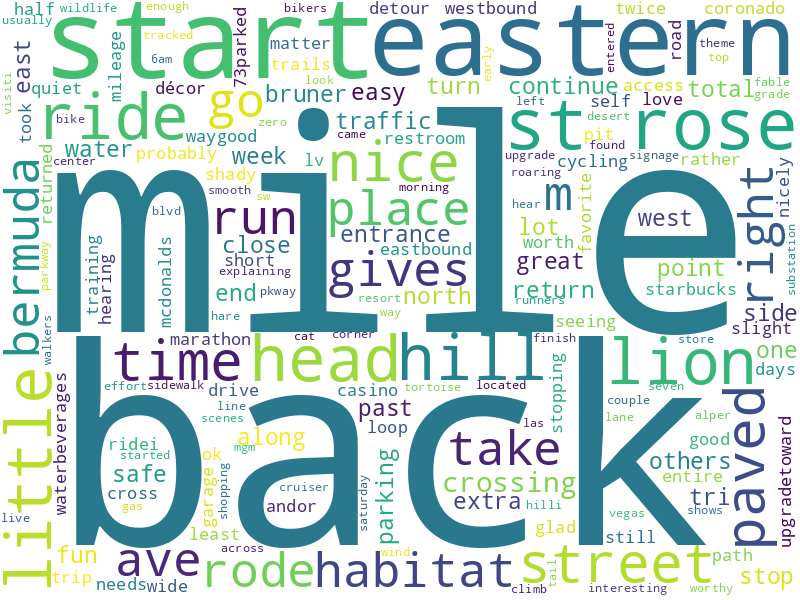 half
wildlife
enough
usually
start
tracked
bikers
detour
westbound
twice
coronado
eastern
matter
6am
trails
entered
road
theme
top
early
look
73parked
visiti
quiet
took
east
mileage
décor
go
bruner
easy
turn
continue
access
total
fable
grade
ride
bike
waygood
traffic
zero
restroom
came
st
left
self
love
desert
rose
pit
found
water
probably
week
lv
nice
cycling
signage
rather
center
shady
morning
upgrade
roaring
returned
bermuda
smooth
sw
mile
m
favorite
west
right
nicely
substation
blvd
run
place
hear
lot
entrance
worth
parkway
training
hearing
mcdonalds
close
short
explaining
eastbound
gives
great
runners
point
starbucks
end
pkway
resort
north
return
seeing
side
hare
way
slight
walkers
marathon
cat
corner
finish
store
time
head
hill
stopping
lion
one
days
little
waterbeverages
efforts
sidewalk
drive
casino
tortoise
located
seven
couple
line
scenes
past
las
lane
alper
paved
upgradetoward
loop
back
ridei
started
ok
along
take
good
others
entire
safe
mgm
garage
shopping
cross
gas
cruiser
andor
saturday
parking
crossing
extra
hilli
vegas
shows
tri
live
least
glad
still
fun
ave
across
wind
path
trip
needs
wide
rode
habitat
climb
tail
street
interesting
worthy
stop